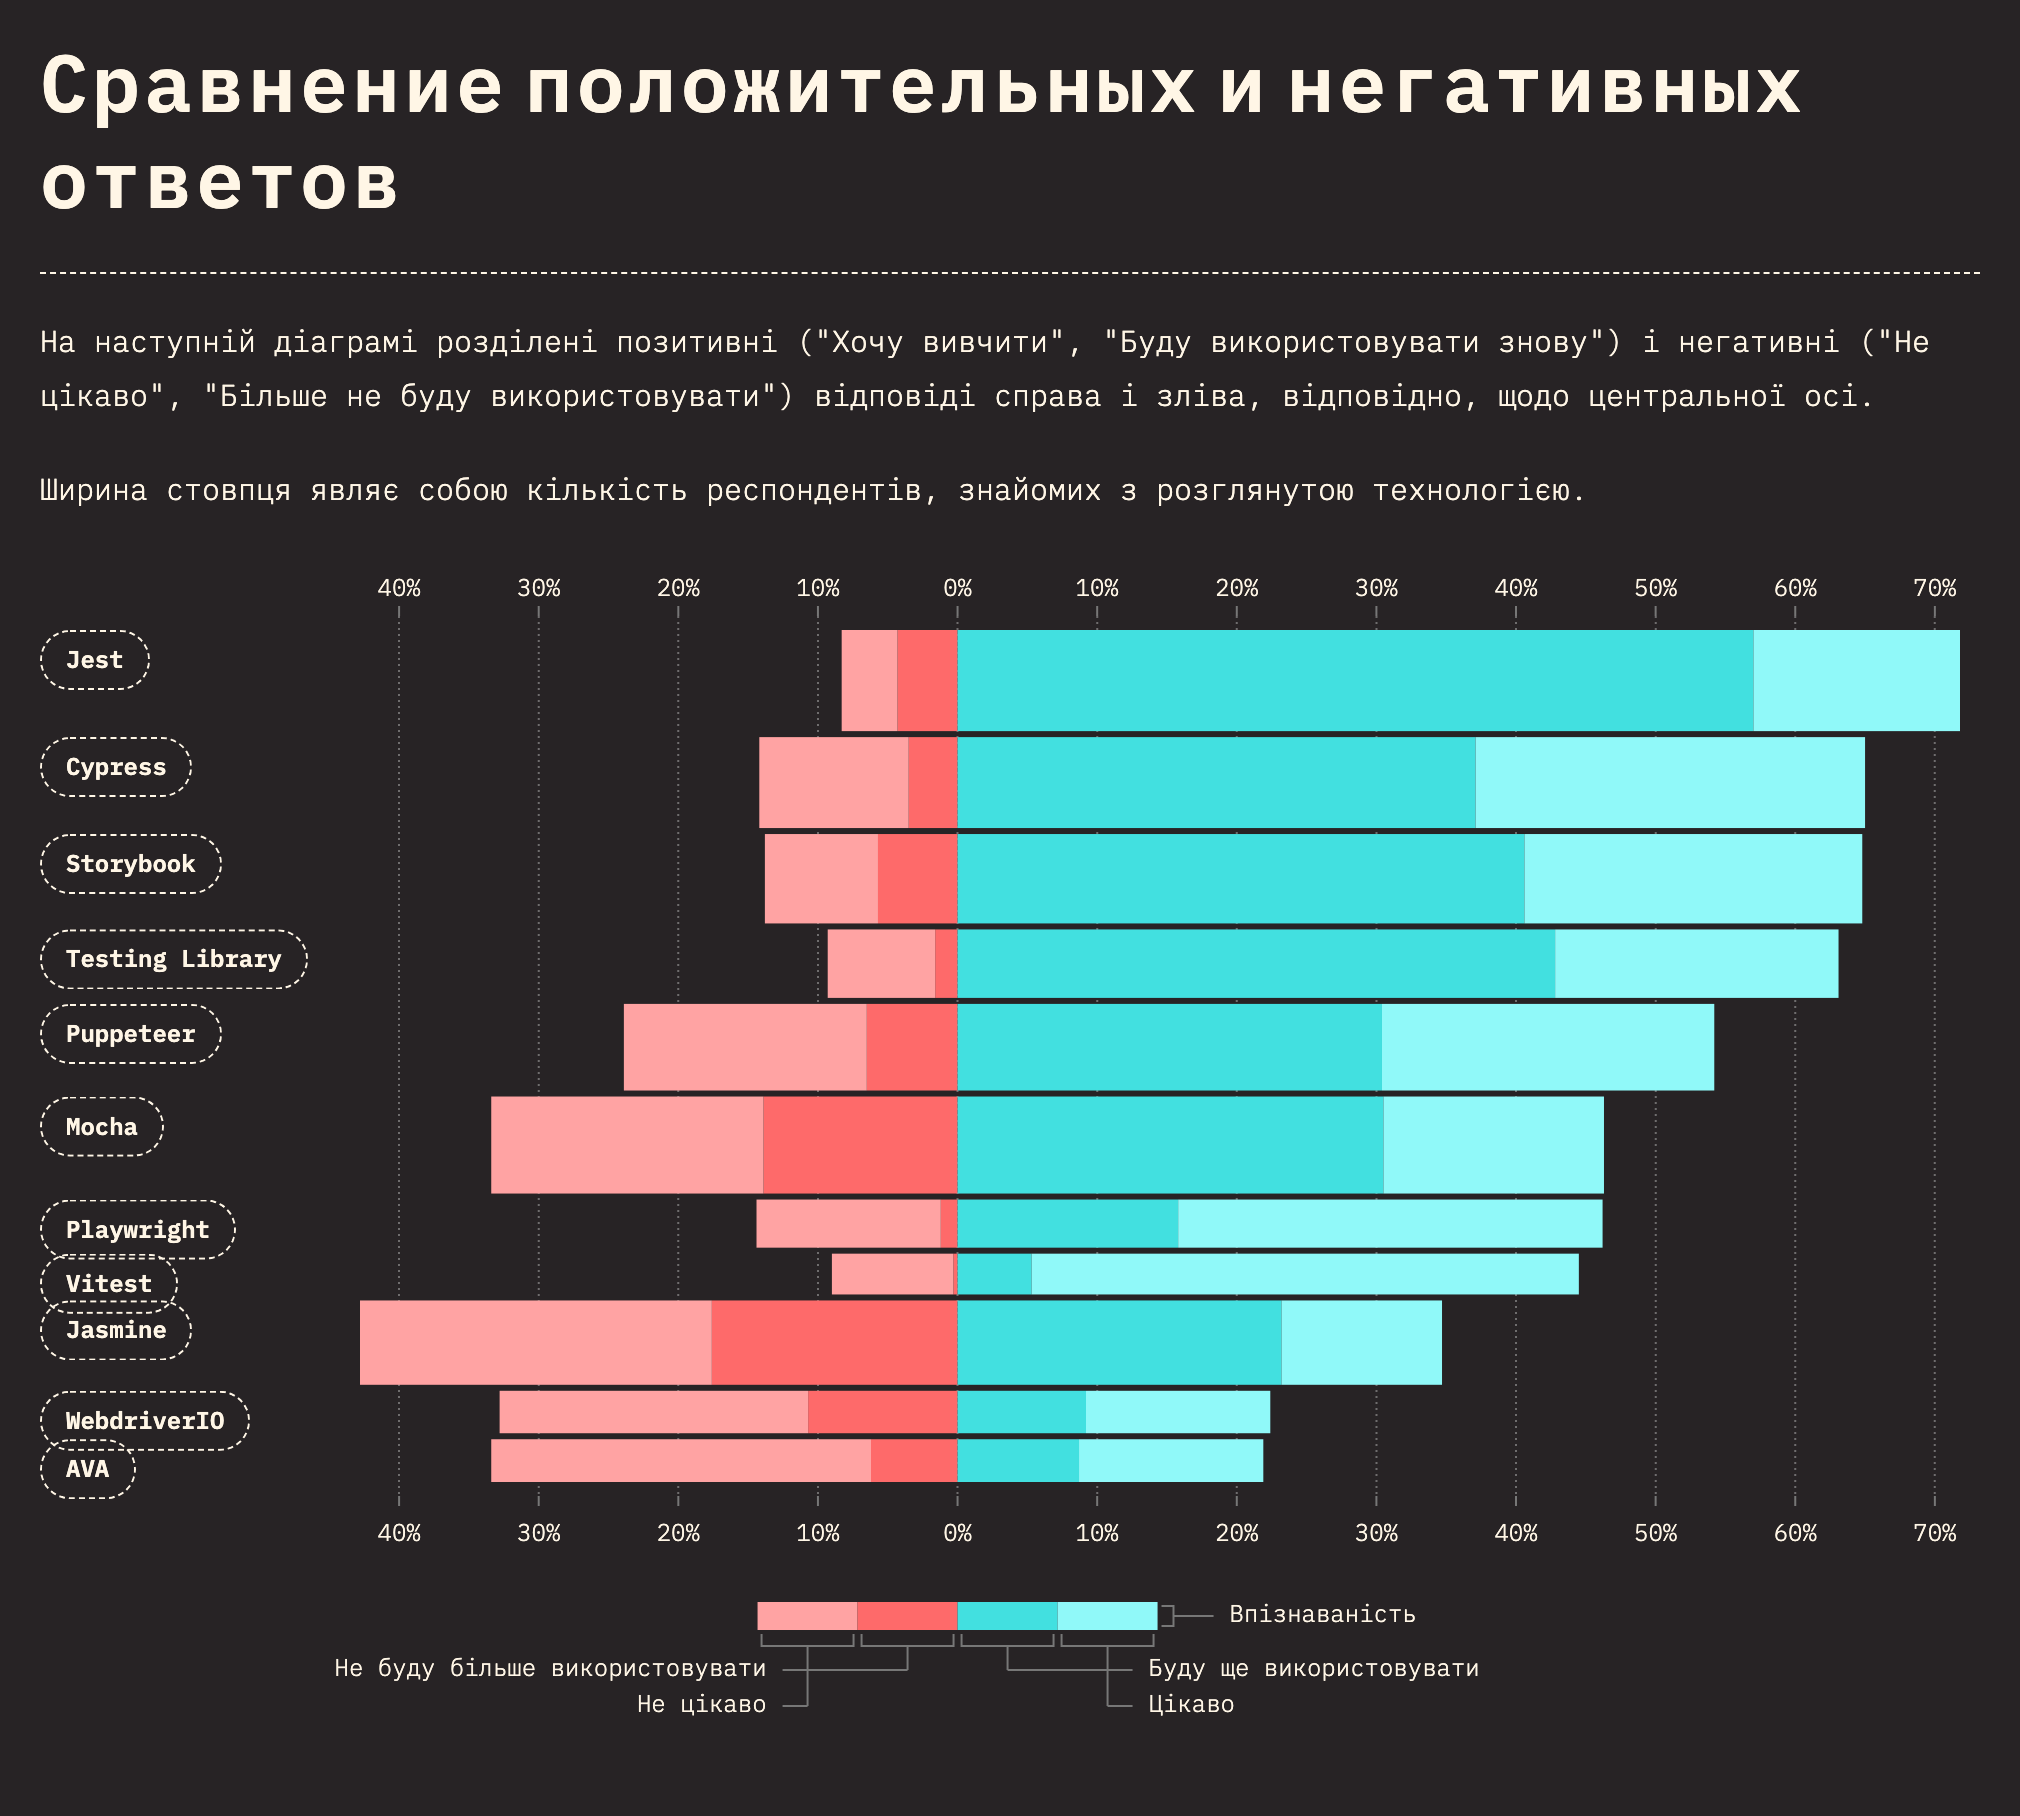 Сравнение положительных и негативных
ответов
На наступній діаграмі розділені позитивні ("Хочу вивчити", "Буду використовувати знову") і негативні ("Не
цікаво", "Більше не буду використовувати") відповіді справа і зліва, відповідно, щодо центральної осі.
Ширина стовпця являє собою кількість респондентів, знайомих з розглянутою технологією.
40% 30% 20% 10% 0% 10% 20% 30% 40% 50% 60% 70%
Jest
Cypress
Storybook
Testing Library
Puppeteer
Mocha
Playwright
Vitest
Jasmine
WebdriverIO
AVA
40% 30% 20% 10% 0% 10% 20% 30% 40% 50% 60% 70%
Впізнаваність
Не буду більше використовувати Буду ще використовувати
Не цікаво Цікаво